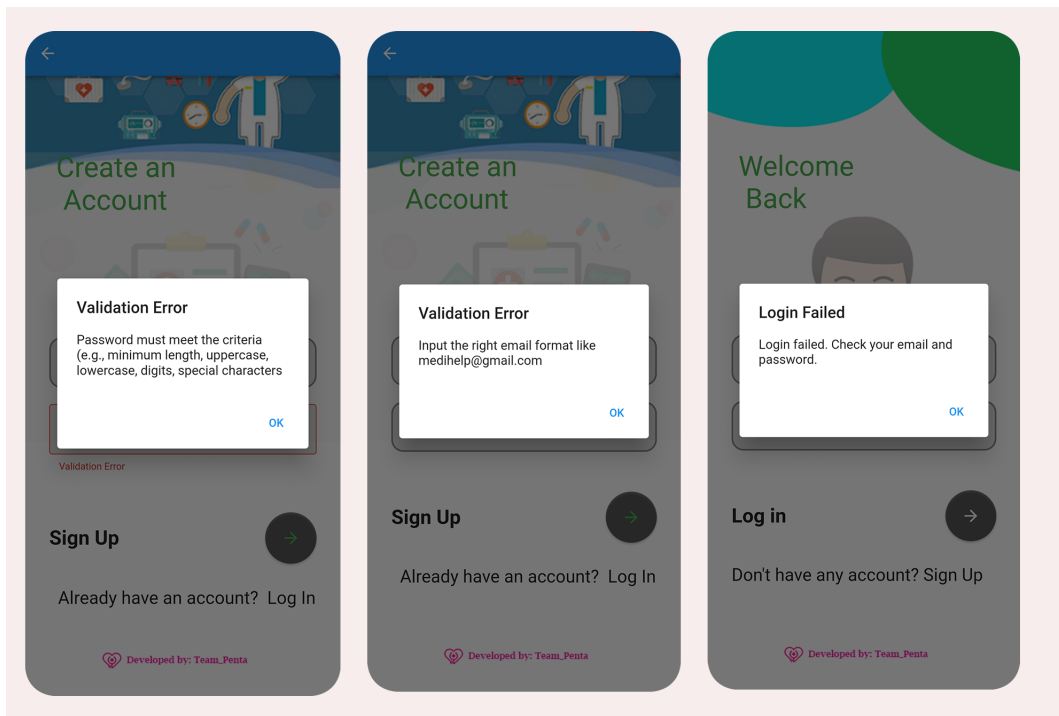 Create an
Account
Validation Error
Password must meet the criteria
(e.g., minimum length, uppercase,
lowercase, digits, special characters
OK
Validation Error
Sign Up
Already have an account? Log In
Developed by: Team_Penta
Create an
Account
Validation Error
Input the right email format like
medihelp@gmail.com
OK
Sign Up
Already have an account? Log In
Developed by: Team_Penta
Welcome
Back
Login Failed
Login failed. Check your email and
password.
OK
Log in
Don't have any account? Sign Up
Developed by: Team_Penta